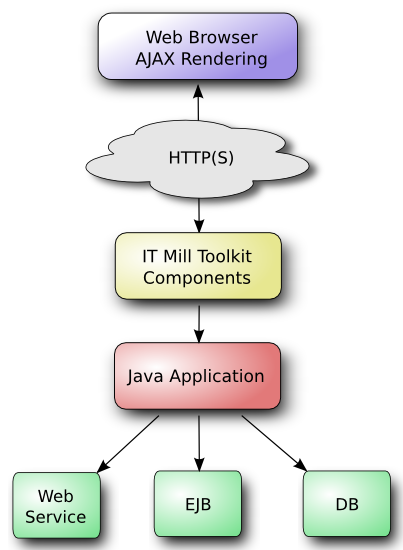 Web Browser
AJAX Rendering
HTTP(S)
IT Mill Toolkit
Components
Java Application
Web
Service
EJB
DB